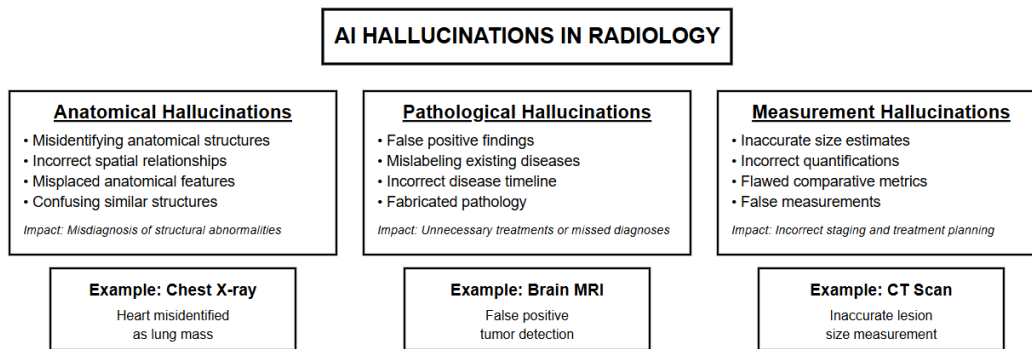 AI HALLUCINATIONS IN RADIOLOGY
Anatomical Hallucinations
• Misidentifying anatomical structures
• Incorrect spatial relationships
• Misplaced anatomical features
• Confusing similar structures
Impact: Misdiagnosis of structural abnormalities
Pathological Hallucinations
• False positive findings
• Mislabeling existing diseases
• Incorrect disease timeline
• Fabricated pathology
Impact: Unnecessary treatments or missed diagnoses
Measurement Hallucinations
• Inaccurate size estimates
• Incorrect quantifications
• Flawed comparative metrics
• False measurements
Impact: Incorrect staging and treatment planning
Example: Chest X-ray
Heart misidentified
as lung mass
Example: Brain MRI
False positive
tumor detection
Example: CT Scan
Inaccurate lesion
size measurement